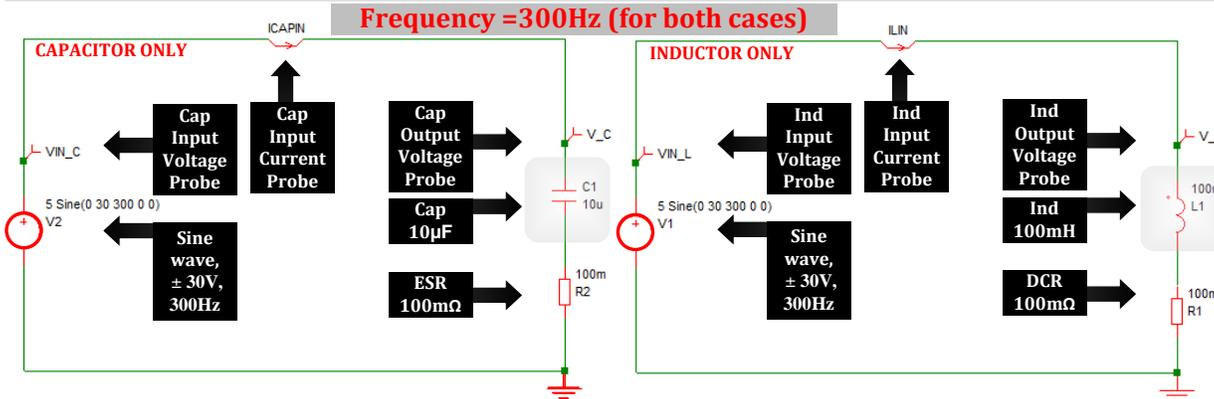 Frequency =300Hz (for both cases)
ICAPIN
CAPACITOR ONLY
Cap
Input
Voltage
Probe
Cap
Input
Current
Probe
Cap
Output
Voltage
Probe
VIN_C
V_C
C1
10u
Cap
10µF
5 Sine(0 30 300 0 0)
V2
Sine
wave,
± 30V,
300Hz
ESR
100mΩ
100m
R2
ILIN
INDUCTOR ONLY
Ind
Input
Voltage
Probe
Ind
Input
Current
Probe
Ind
Output
Voltage
Probe
VIN_L
V_
100m
L1
Ind
100mH
5 Sine(0 30 300 0 0)
V1
Sine
wave,
± 30V,
300Hz
DCR
100mΩ
100m
R1